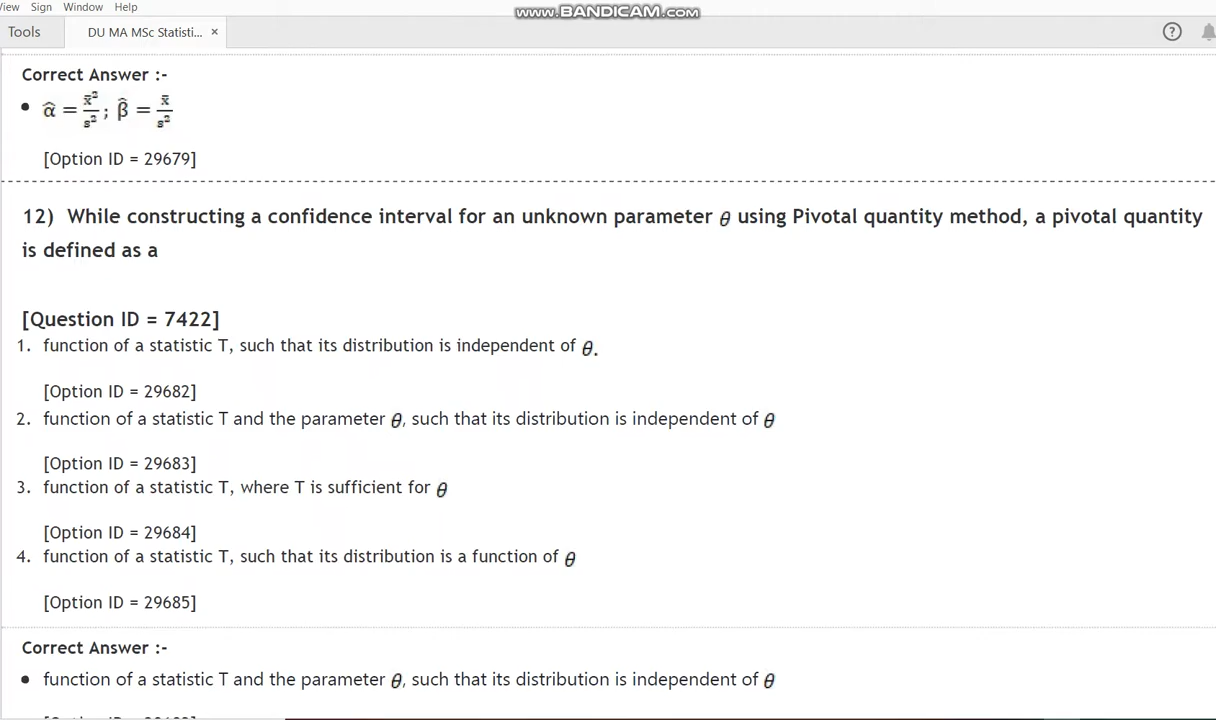 View Sign Window Help
www.BANDICAM.com
Tools DU MA MSc Statisti... ×
Correct Answer :-
• α̂ = x̄²/s² ; β̂ = x̄/s²
[Option ID = 29679]
12) While constructing a confidence interval for an unknown parameter θ using Pivotal quantity method, a pivotal quantity
is defined as a
[Question ID = 7422]
1. function of a statistic T, such that its distribution is independent of θ.
[Option ID = 29682]
2. function of a statistic T and the parameter θ, such that its distribution is independent of θ
[Option ID = 29683]
3. function of a statistic T, where T is sufficient for θ
[Option ID = 29684]
4. function of a statistic T, such that its distribution is a function of θ
[Option ID = 29685]
Correct Answer :-
• function of a statistic T and the parameter θ, such that its distribution is independent of θ